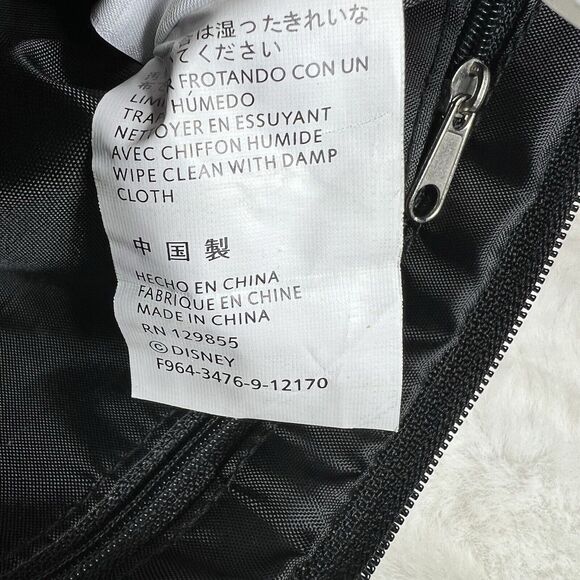 は湿ったきれいな
てください
FROTANDO CON UN
HUMEDO
NETTOYER EN ESSUYANT
AVEC CHIFFON HUMIDE
WIPE CLEAN WITH DAMP
CLOTH
中国製
HECHO EN CHINA
FABRIQUE EN CHINE
MADE IN CHINA
RN 129855
© DISNEY
F964-3476-9-12170